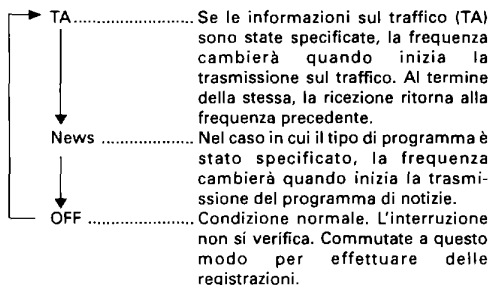 TA........................ Se le informazioni sul traffico (TA)
sono state specificate, la frequenza
cambierà quando inizia la
trasmissione sul traffico. Al termine
della stessa, la ricezione ritorna alla
frequenza precedente.
News ................... Nel caso in cui il tipo di programma è
stato specificato, la frequenza
cambierà quando inizia la trasmi-
ssione del programma di notizie.
OFF ...................... Condizione normale. L'interruzione
non si verifica. Commutate a questo
modo per effettuare delle
registrazioni.